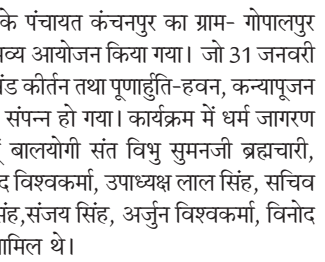 के पंचायत कंचनपुर का ग्राम- गोपालपुर
भव्य आयोजन किया गया। जो 31 जनवरी
कीर्तन तथा पूणार्हुति-हवन, कन्यापूजन
संपन्न हो गया। कार्यक्रम में धर्म जागरण
बालयोगी संत विभु सुमनजी ब्रह्मचारी,
विश्वकर्मा, उपाध्यक्ष लाल सिंह, सचिव
संजय सिंह, अर्जुन विश्वकर्मा, विनोद
थे।